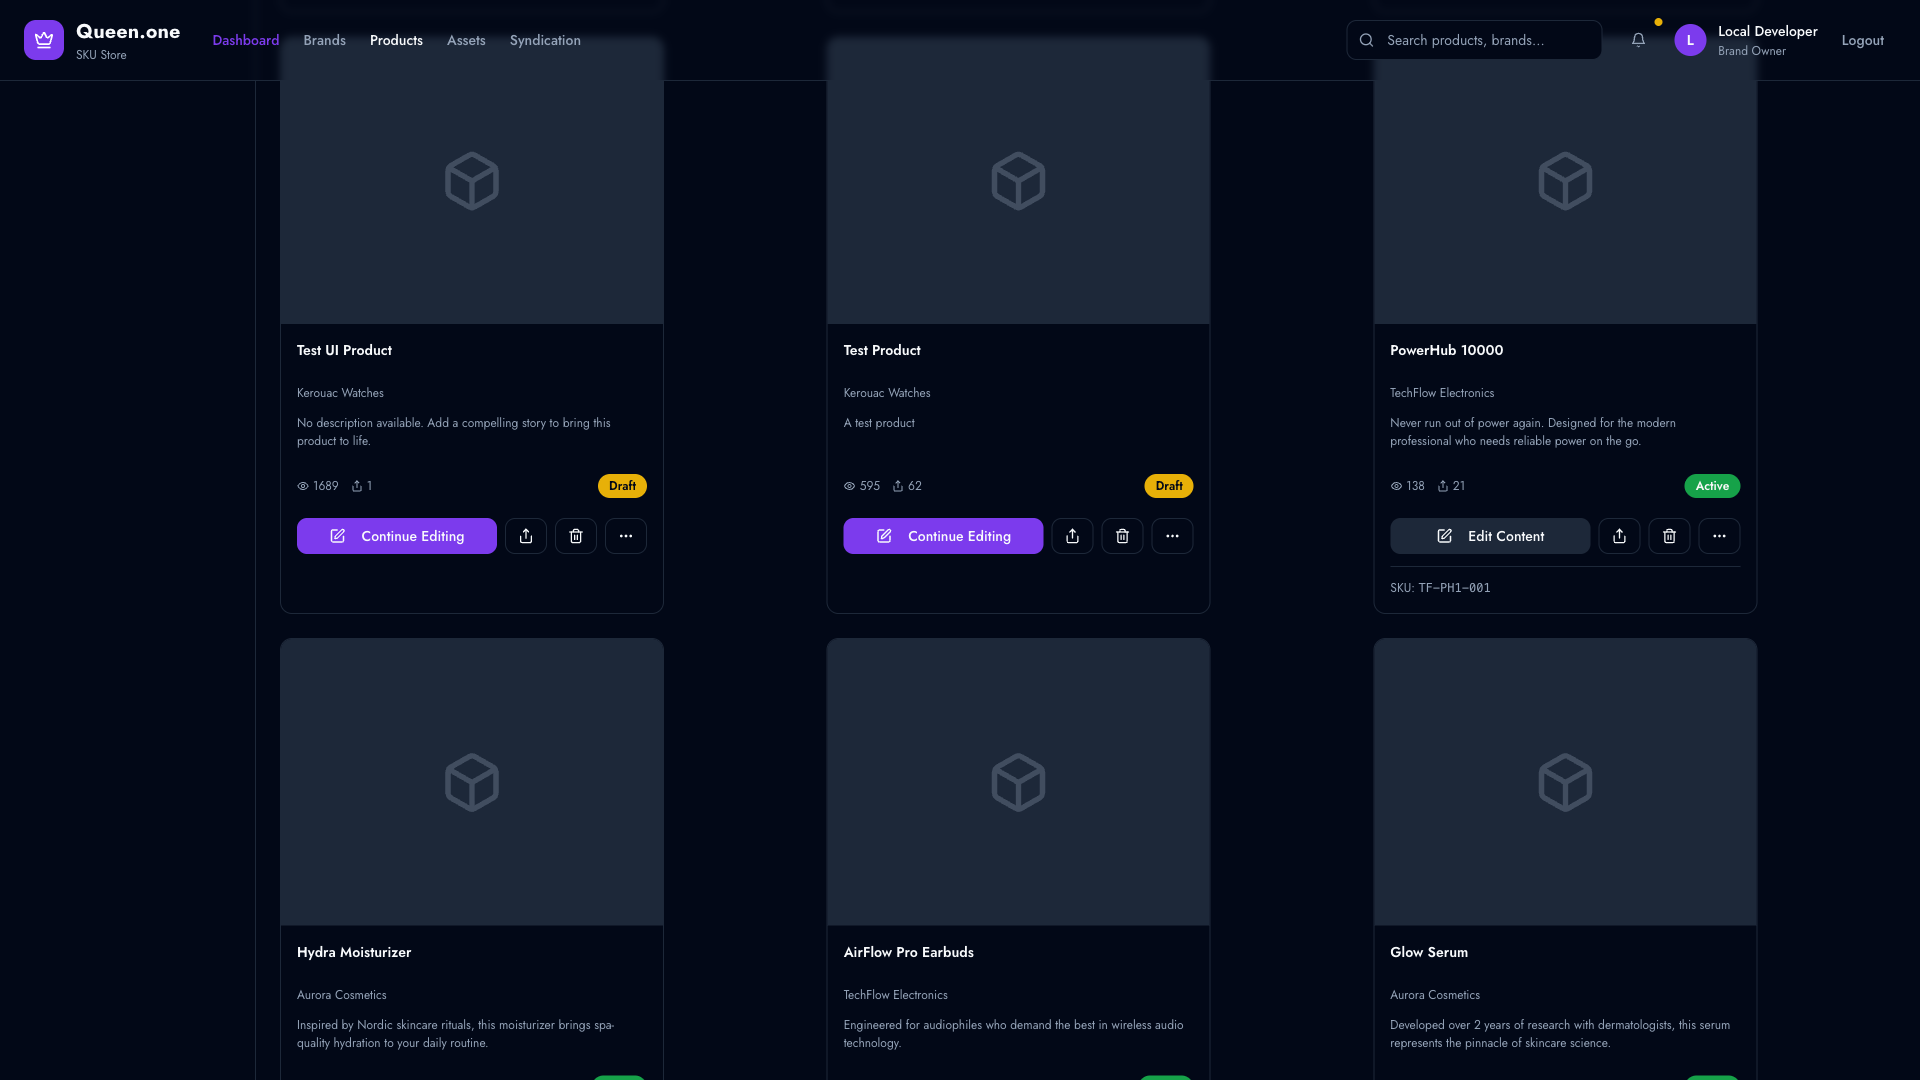 Queen.one
SKU Store
Dashboard
Brands
Products
Assets
Syndication
Search products, brands...
L
Local Developer
Brand Owner
Logout
Test UI Product
Kerouac Watches
No description available. Add a compelling story to bring this
product to life.
1689
1
Draft
Continue Editing
Test Product
Kerouac Watches
A test product
595
62
Draft
Continue Editing
PowerHub 10000
TechFlow Electronics
Never run out of power again. Designed for the modern
professional who needs reliable power on the go.
138
21
Active
Edit Content
SKU: TF-PH1-001
Hydra Moisturizer
Aurora Cosmetics
Inspired by Nordic skincare rituals, this moisturizer brings spa-
quality hydration to your daily routine.
AirFlow Pro Earbuds
TechFlow Electronics
Engineered for audiophiles who demand the best in wireless audio
technology.
Glow Serum
Aurora Cosmetics
Developed over 2 years of research with dermatologists, this serum
represents the pinnacle of skincare science.